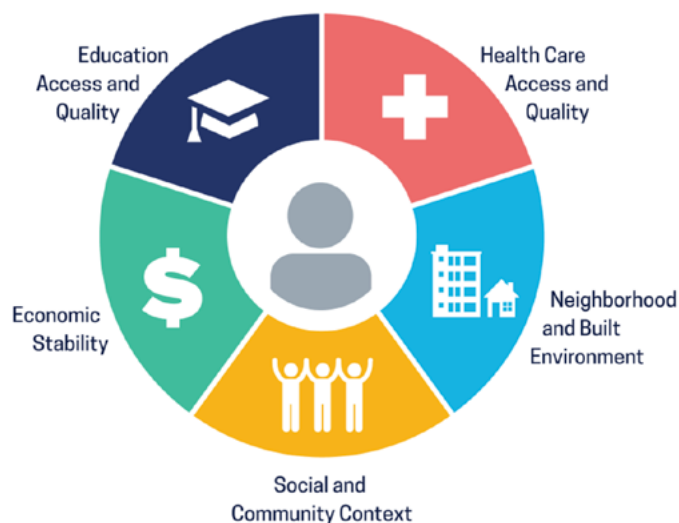 Education
Access and
Quality
Health Care
Access and
Quality
$
Economic
Stability
Neighborhood
and Built
Environment
Social and
Community Context